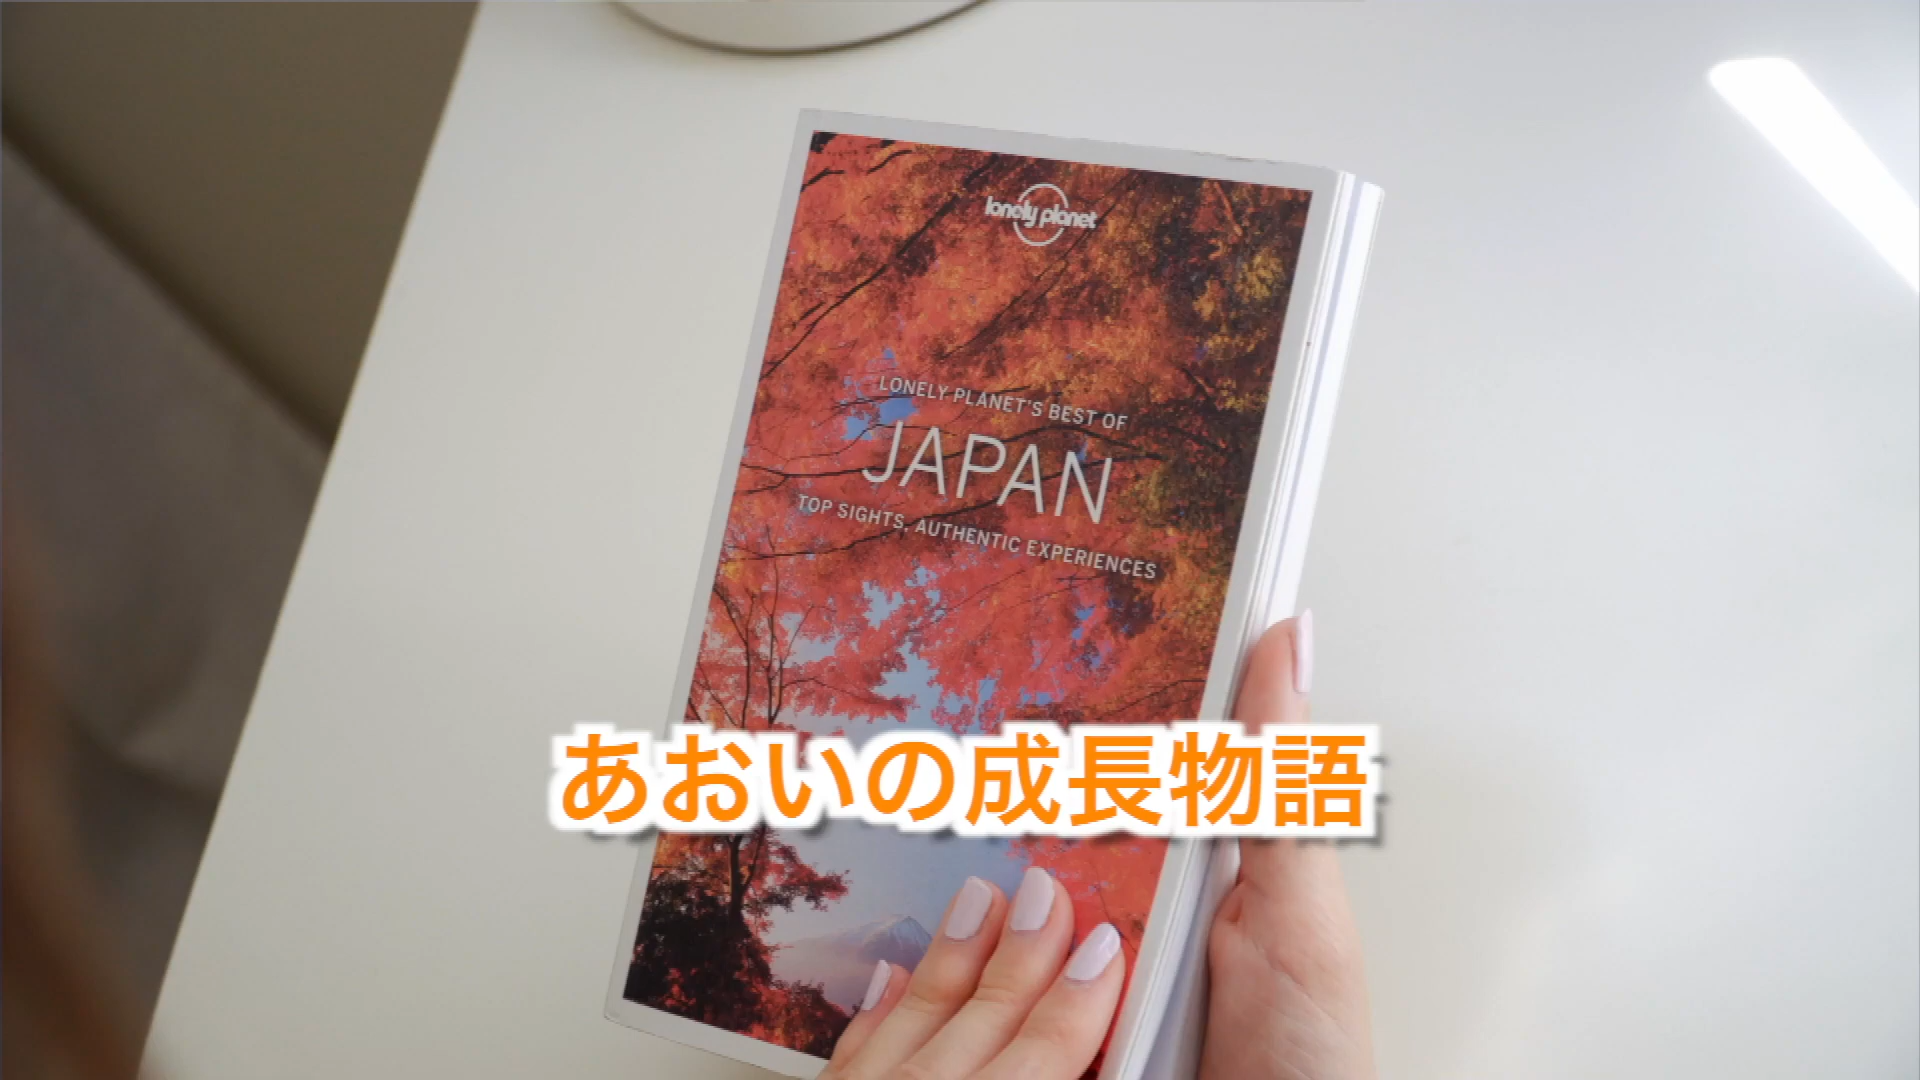 lonely planet
LONELY PLANET'S BEST OF
JAPAN
TOP SIGHTS, AUTHENTIC EXPERIENCES
あおいの成長物語